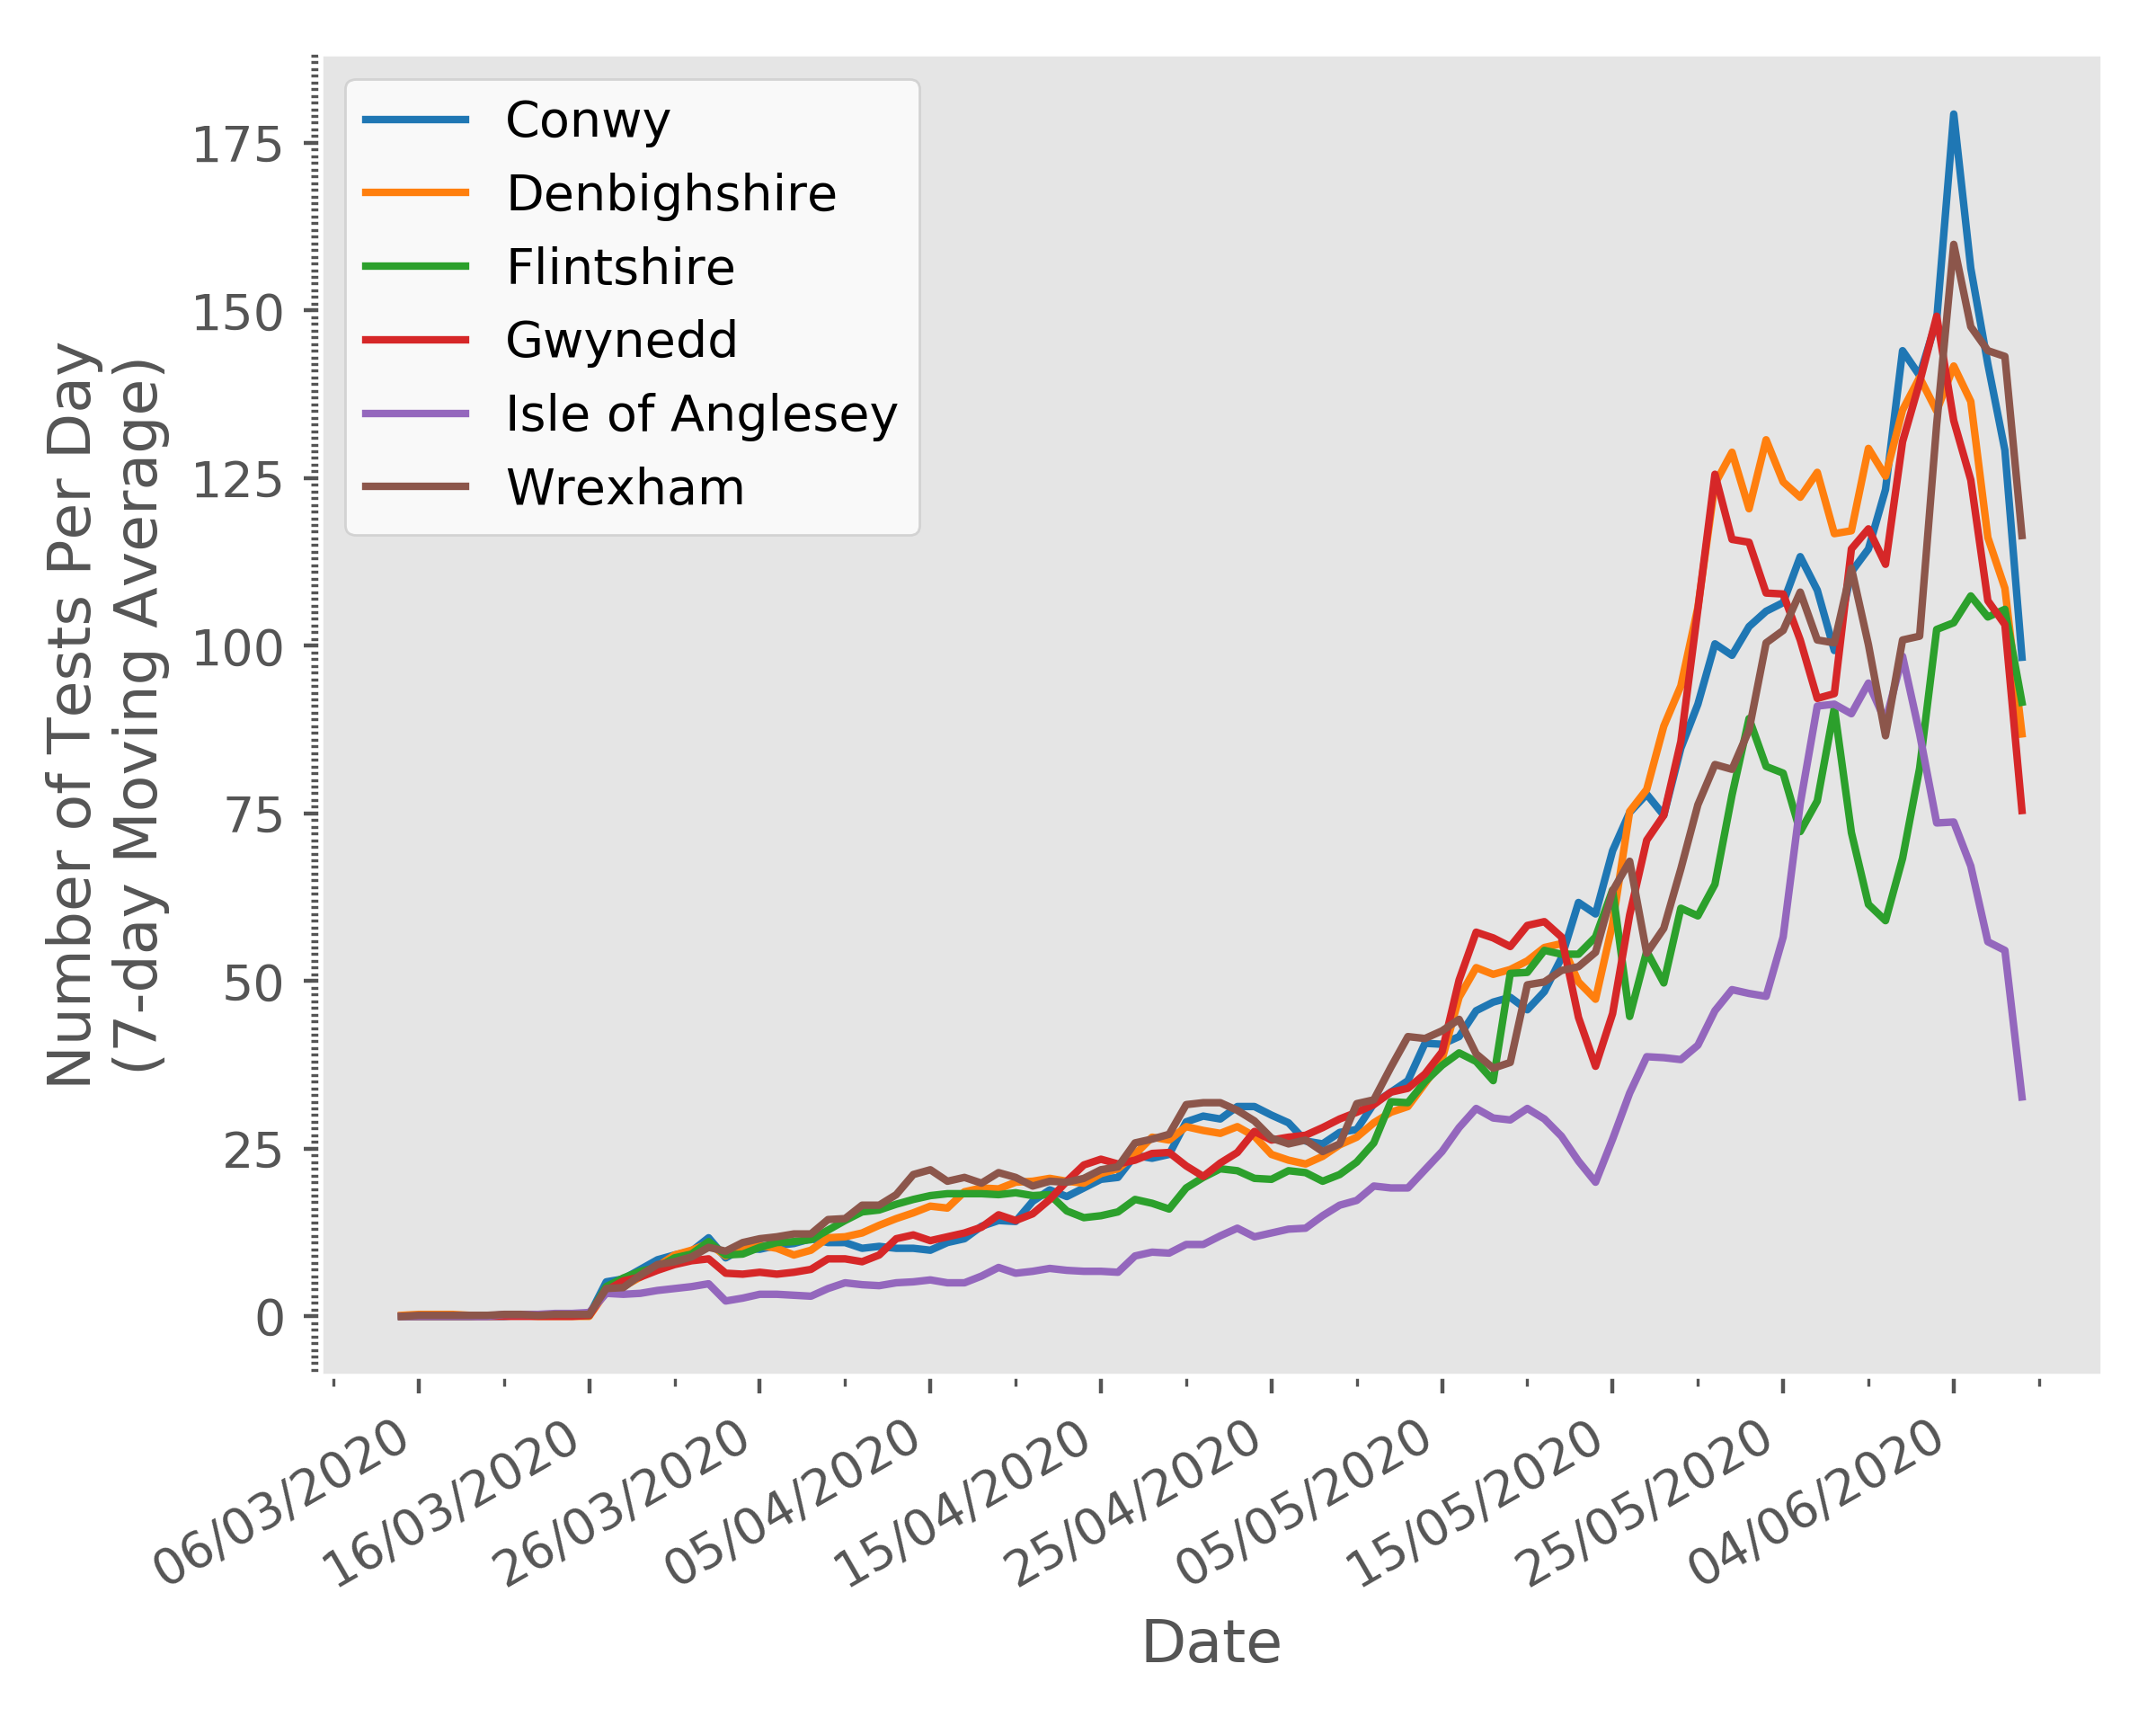 Number of Tests Per Day
(7-day Moving Average)
175
150
125
100
75
50
25
0
Conwy
Denbighshire
Flintshire
Gwynedd
Isle of Anglesey
Wrexham
06/03/2020
16/03/2020
26/03/2020
05/04/2020
15/04/2020
25/04/2020
05/05/2020
15/05/2020
25/05/2020
04/06/2020
Date